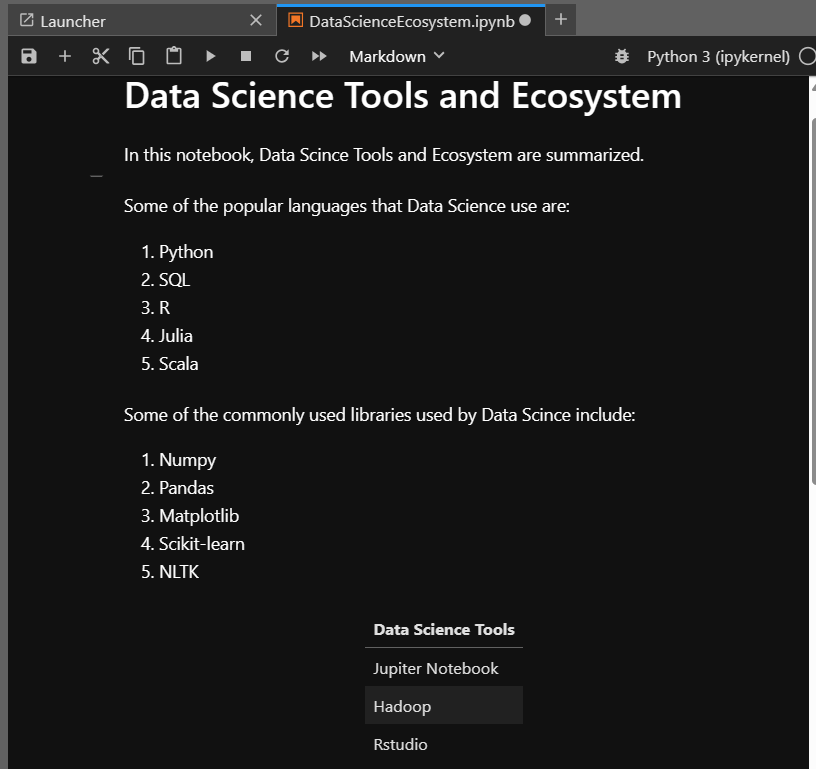 Launcher
DataScienceEcosystem.ipynb
Markdown
Python 3 (ipykernel)
Data Science Tools and Ecosystem
In this notebook, Data Scince Tools and Ecosystem are summarized.
Some of the popular languages that Data Science use are:
1. Python
2. SQL
3. R
4. Julia
5. Scala
Some of the commonly used libraries used by Data Scince include:
1. Numpy
2. Pandas
3. Matplotlib
4. Scikit-learn
5. NLTK
Data Science Tools
Jupiter Notebook
Hadoop
Rstudio